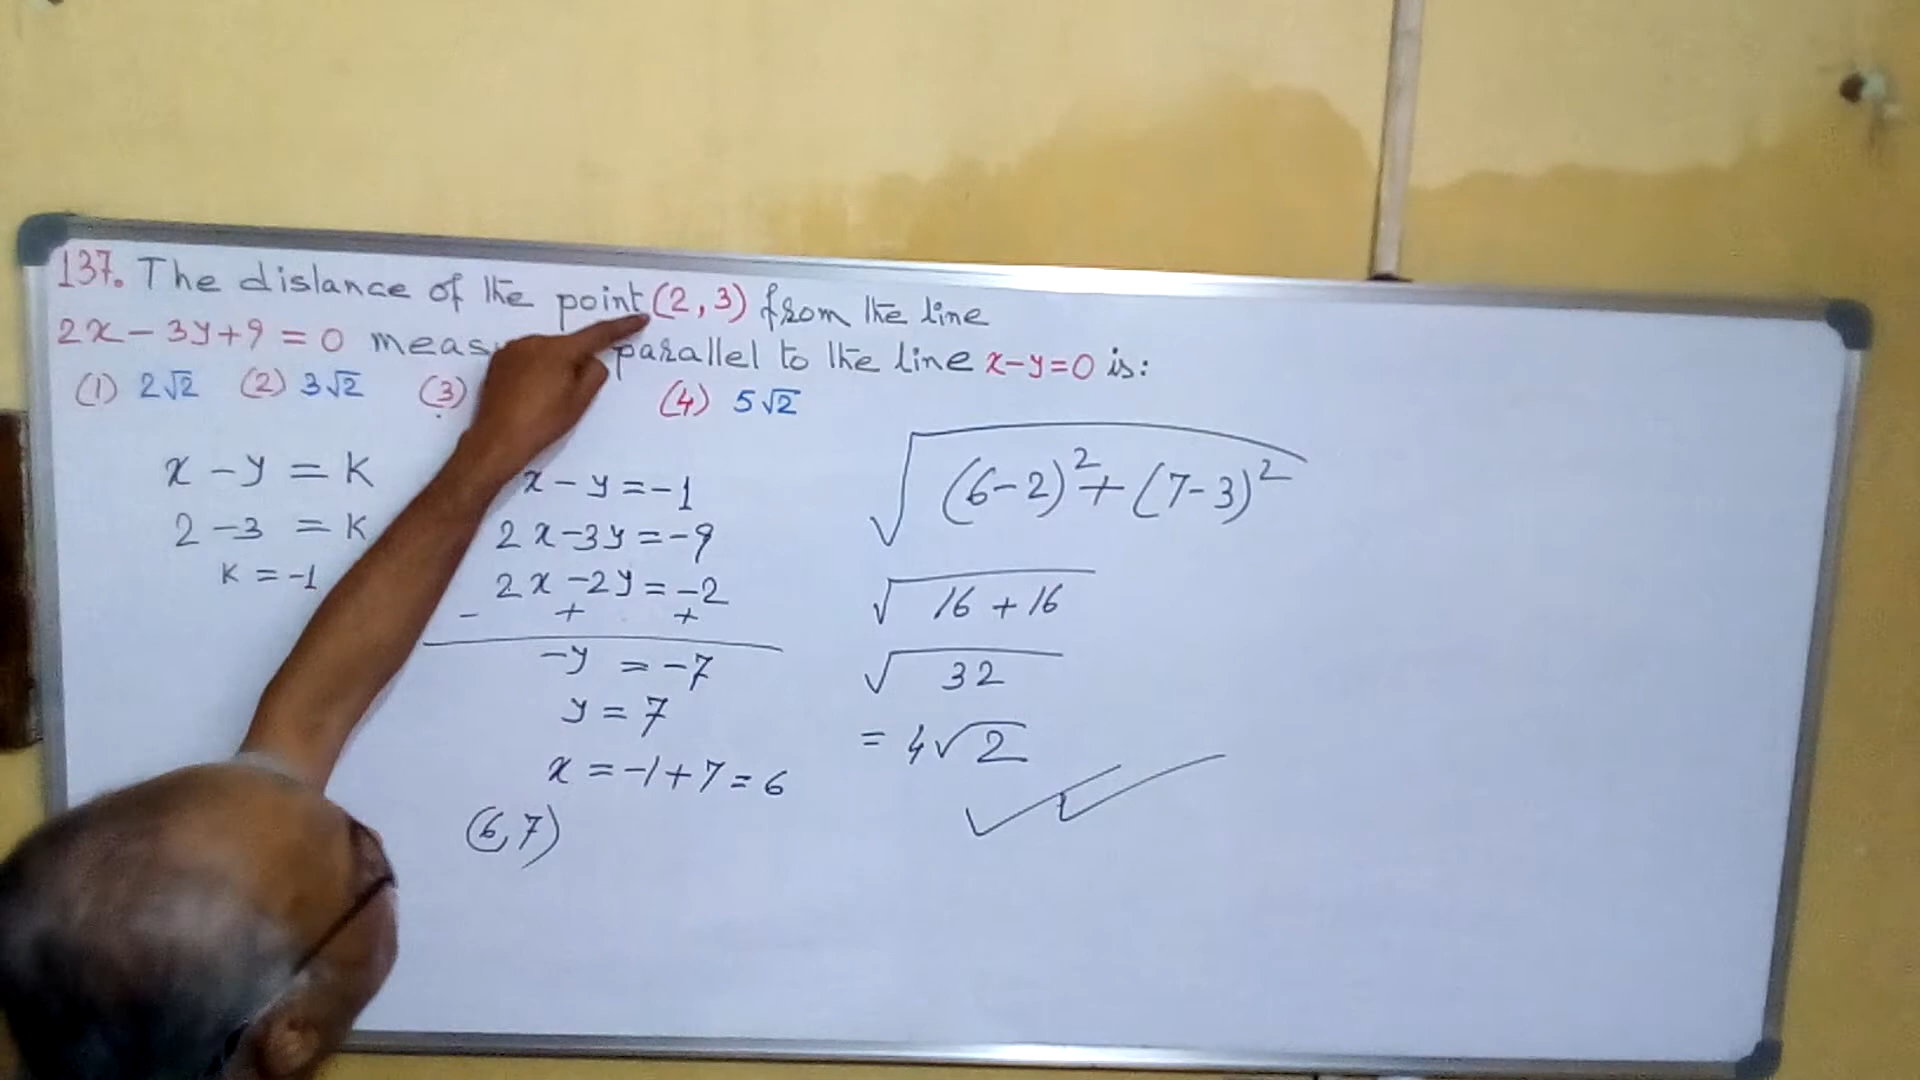 137. The distance of the point (2, 3) from the line
2x - 3y + 9 = 0 parallel to the line x-y=0 is:
(1) 2√2 (2) 3√2 (3) (4) 5√2
x - y = K
2 - 3 = K
K = -1
x - y = -1
2x - 3y = -9
2x - 2y = -2
- + +
-y = -7
y = 7
x = -1 + 7 = 6
(6, 7)
√(6-2)² + (7-3)²
√16 + 16
√32
= 4√2